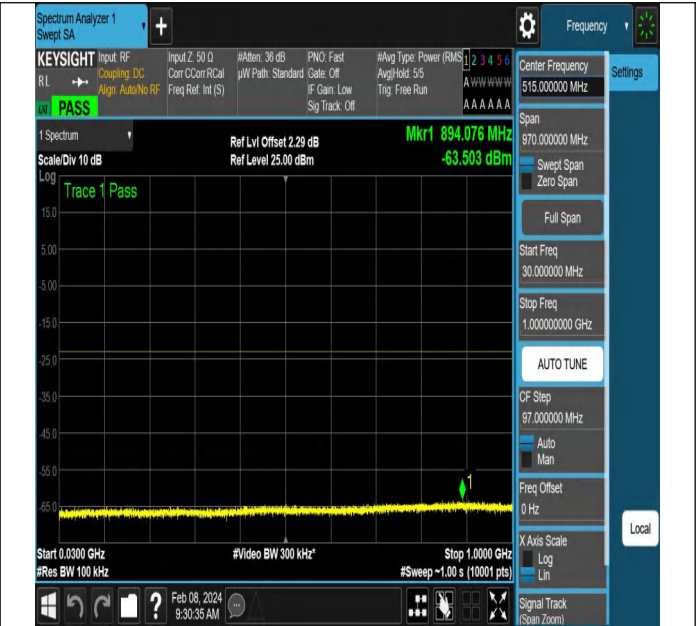 Spectrum Analyzer 1
Swept SA
+
Frequency
KEYSIGHT
Input: RF
Coupling: DC
Align: Auto/No RF
Input Z: 50 Ω
Corr CCorr RCal
Freq Ref: Int (S)
#Atten: 36 dB
µW Path: Standard
PNO: Fast
Gate: Off
IF Gain: Low
Sig Track: Off
#Avg Type: Power (RMS
Avg|Hold: 5/5
Trig: Free Run
1 2 3 4 5 6
A W W W W W
A A A A A A
RL
PASS
1 Spectrum
Scale/Div 10 dB
Ref Lvl Offset 2.29 dB
Ref Level 25.00 dBm
Mkr1 894.076 MHz
-63.503 dBm
Log
Trace 1 Pass
15.0
5.00
-5.00
-15.0
-25.0
-35.0
-45.0
-55.0
-65.0
1
Start 0.0300 GHz
#Res BW 100 kHz
#Video BW 300 kHz*
Stop 1.0000 GHz
#Sweep ~1.00 s (10001 pts)
Feb 08, 2024
9:30:35 AM
?
Center Frequency
515.000000 MHz
Span
970.000000 MHz
Swept Span
Zero Span
Full Span
Start Freq
30.000000 MHz
Stop Freq
1.000000000 GHz
AUTO TUNE
CF Step
97.000000 MHz
Auto
Man
Freq Offset
0 Hz
X Axis Scale
Log
Lin
Signal Track
(Span Zoom)
Settings
Local